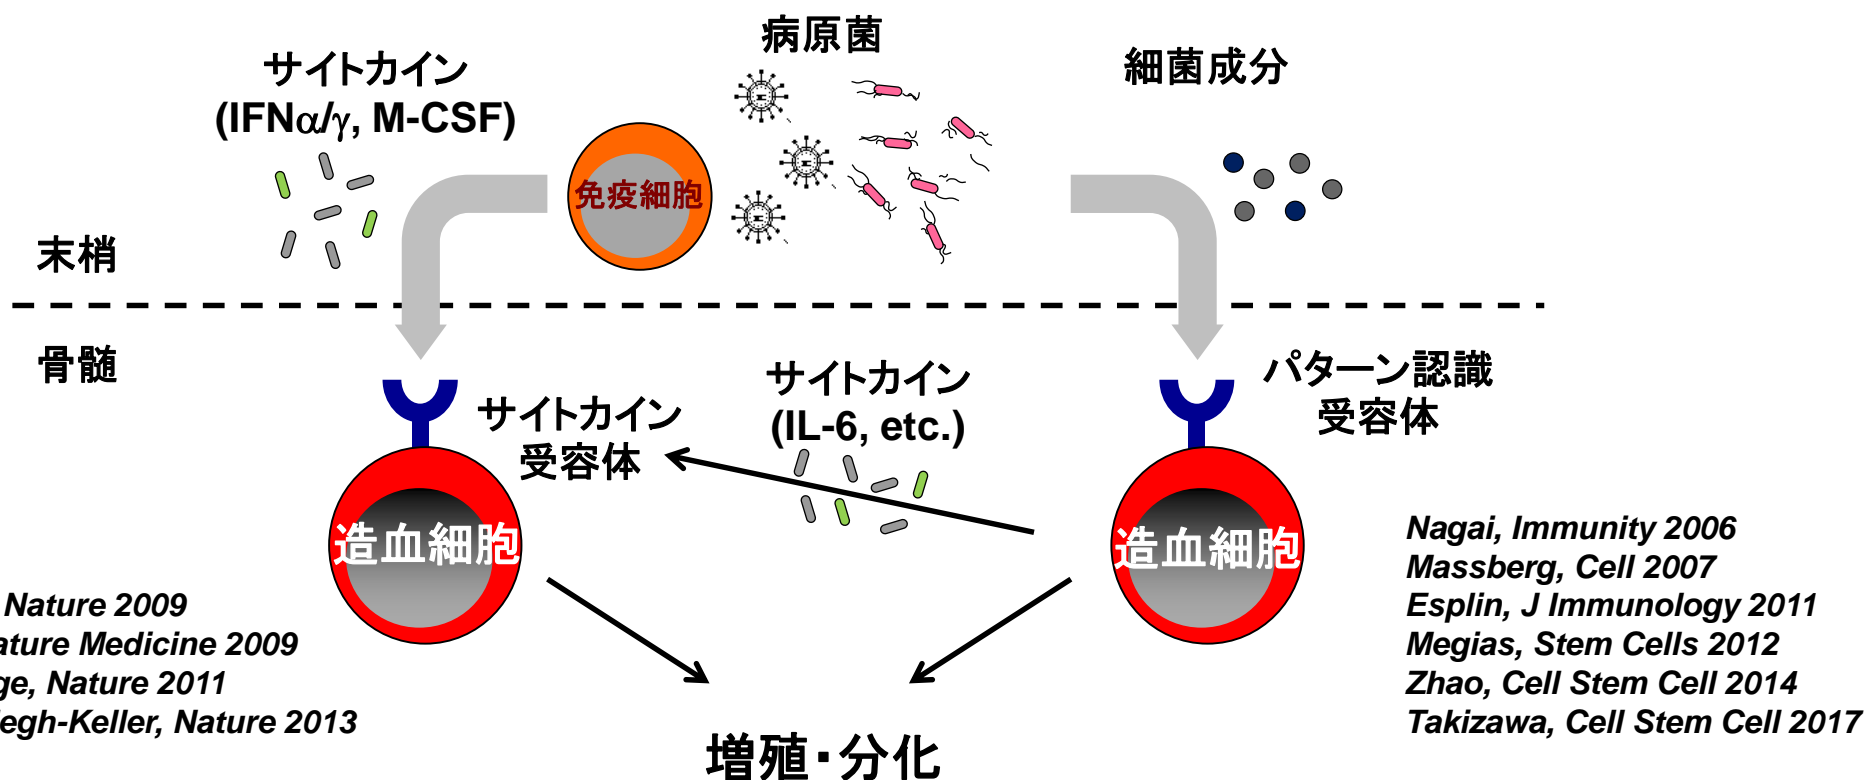 病原菌
サイトカイン
(IFNα/γ, M-CSF)
細菌成分
免疫細胞
末梢
骨髄
サイトカイン
受容体
サイトカイン
(IL-6, etc.)
パターン認識
受容体
造血細胞
造血細胞
Nature 2009
Medicine 2009
Nature 2011
Nature 2013
Nagai, Immunity 2006
Massberg, Cell 2007
Esplin, J Immunology 2011
Megias, Stem Cells 2012
Zhao, Cell Stem Cell 2014
Takizawa, Cell Stem Cell 2017
増殖・分化